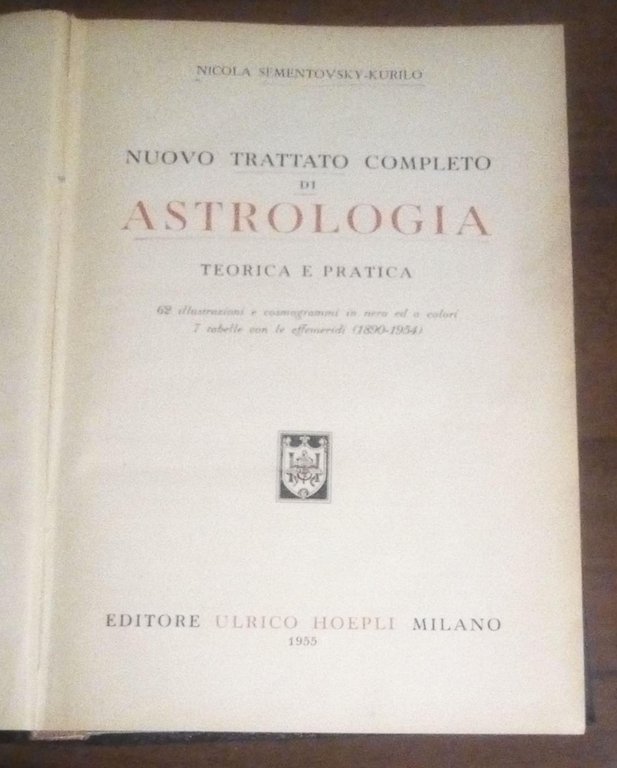 NICOLA SEMENTOVSKY-KURILO
NUOVO TRATTATO COMPLETO
DI
ASTROLOGIA
TEORICA E PRATICA
62 illustrazioni e cosmogrammi in nero ed a colori
7 tabelle con le effemeridi (1890-1954)
EDITORE ULRICO HOEPLI MILANO
1955